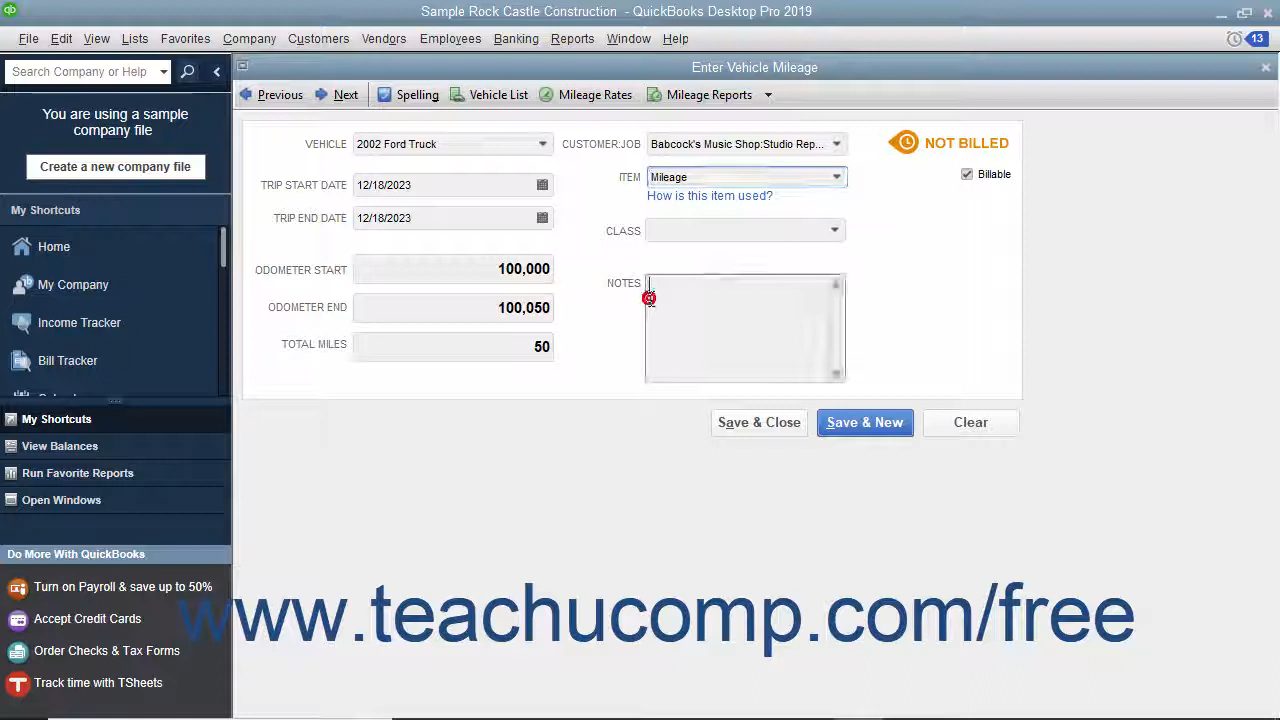 Sample Rock Castle Construction - QuickBooks Desktop Pro 2019
File Edit View Lists Favorites Company Customers Vendors Employees Banking Reports Window Help
13
Search Company or Help
Enter Vehicle Mileage
Previous Next Spelling Vehicle List Mileage Rates Mileage Reports
You are using a sample
company file
Create a new company file
My Shortcuts
Home
My Company
Income Tracker
Bill Tracker
My Shortcuts
View Balances
Run Favorite Reports
Open Windows
Do More With QuickBooks
Turn on Payroll & save up to 50%
Accept Credit Cards
Order Checks & Tax Forms
Track time with TSheets
VEHICLE 2002 Ford Truck
TRIP START DATE 12/18/2023
TRIP END DATE 12/18/2023
ODOMETER START 100,000
ODOMETER END 100,050
TOTAL MILES 50
CUSTOMER:JOB Babcock's Music Shop:Studio Rep...
ITEM Mileage
How is this item used?
CLASS
NOTES
NOT BILLED
Billable
Save & Close Save & New Clear
www.teachucomp.com/free